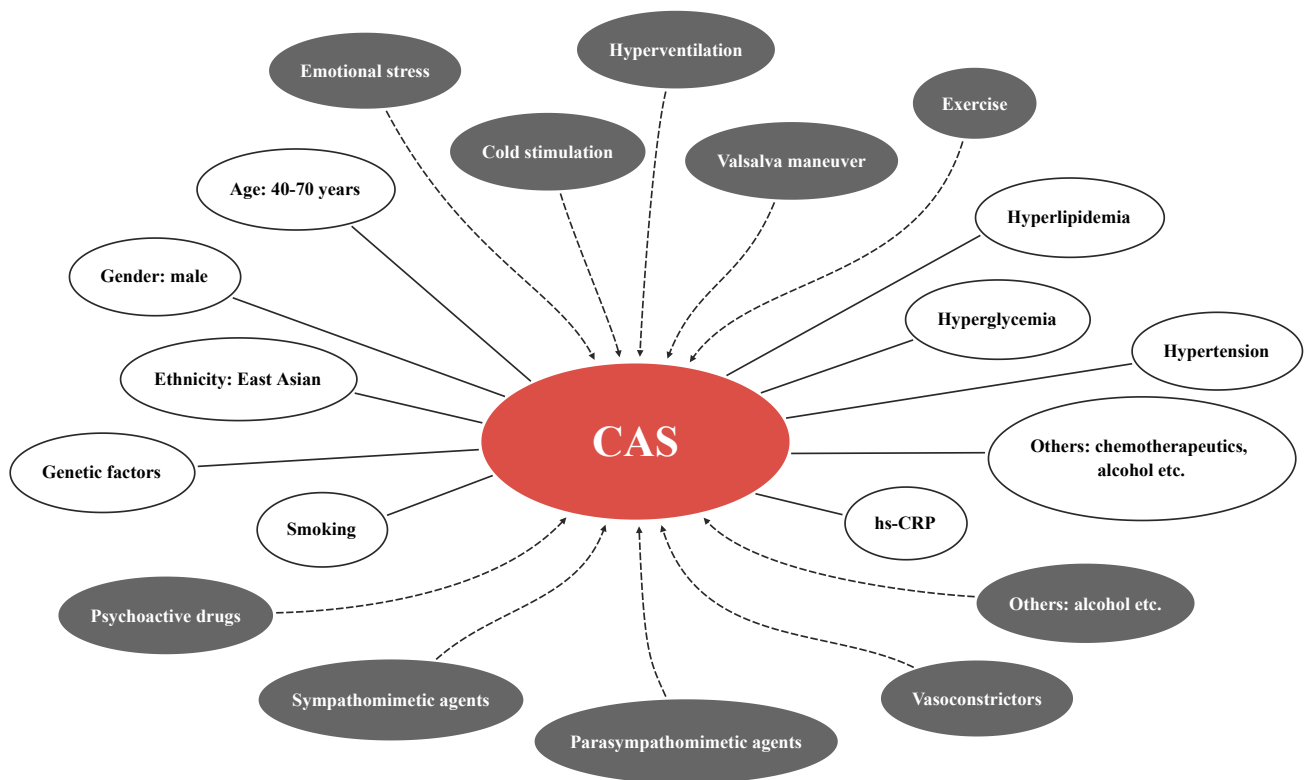 Hyperventilation
Emotional stress
Exercise
Cold stimulation
Valsalva maneuver
Age: 40-70 years
Hyperlipidemia
Gender: male
Hyperglycemia
Hypertension
Ethnicity: East Asian
CAS
Others: chemotherapeutics,
alcohol etc.
Genetic factors
Smoking
hs-CRP
Psychoactive drugs
Others: alcohol etc.
Sympathomimetic agents
Vasoconstrictors
Parasympathomimetic agents